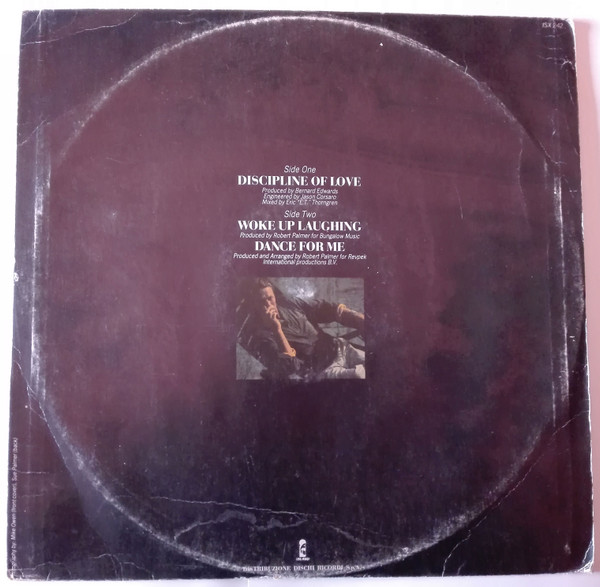 Side One
DISCIPLINE OF LOVE
Produced by Bernard Edwards
Engineered by Jason Corsaro
Mixed by Eric "E.T." Thorngren
Side Two
WOKE UP LAUGHING
Produced by Robert Palmer for Bungalow Music
DANCE FOR ME
Produced and Arranged by Robert Palmer for Revpek
International productions B.V.
DISTRIBUZIONE DISCHI RICORDI S.p.A.